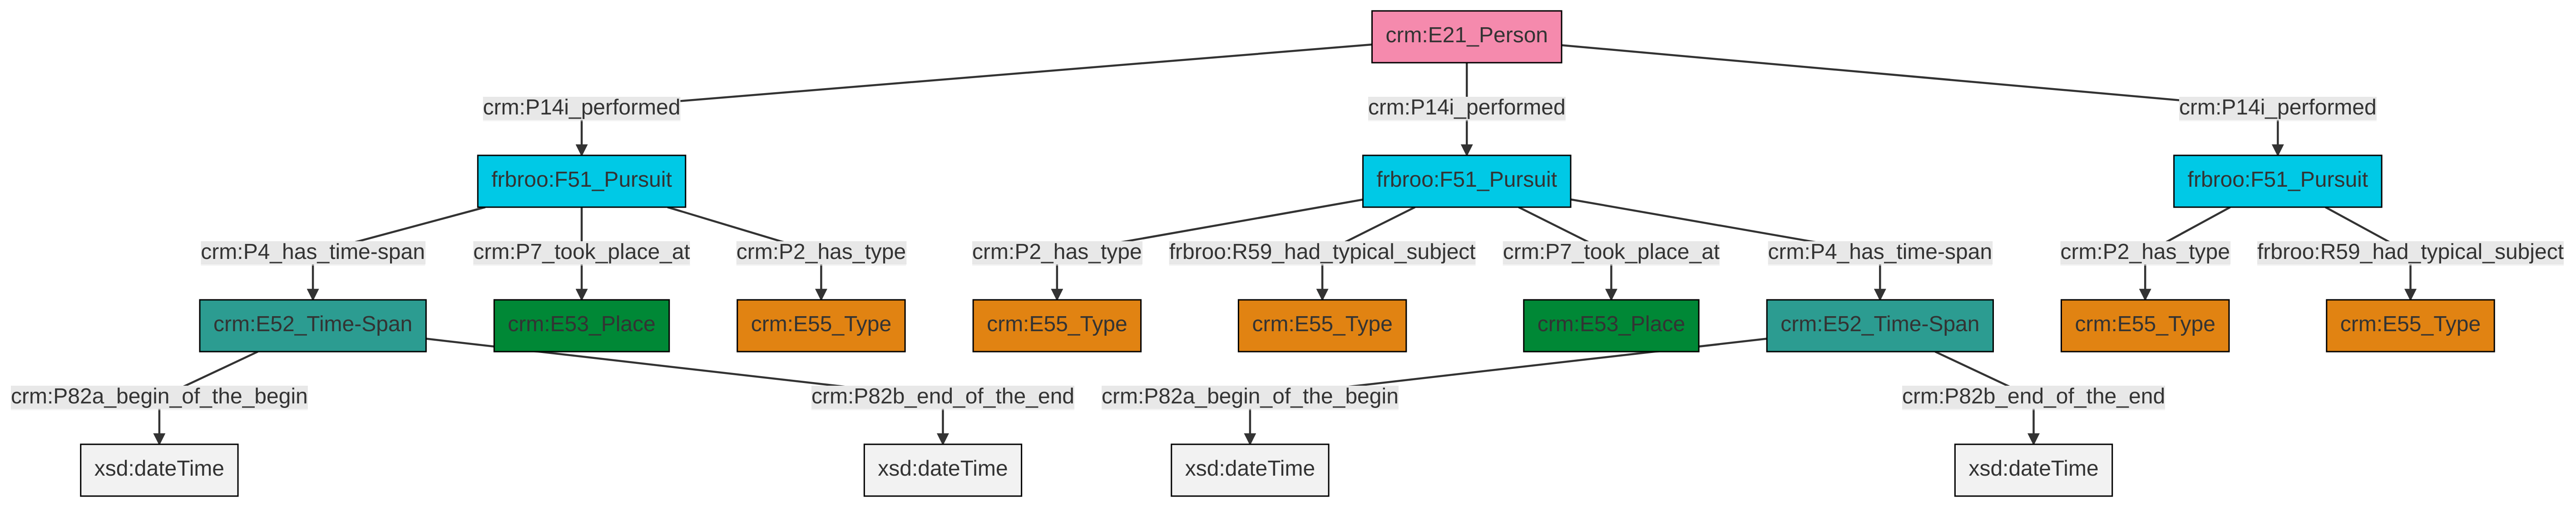 crm:E21_Person
crm:P14i_performed
crm:P14i_performed
crm:P14i_performed
frbroo:F51_Pursuit
frbroo:F51_Pursuit
frbroo:F51_Pursuit
crm:P4_has_time-span
crm:P7_took_place_at
crm:P2_has_type
crm:P2_has_type
frbroo:R59_had_typical_subject
crm:P7_took_place_at
crm:P4_has_time-span
crm:P2_has_type
frbroo:R59_had_typical_subject
crm:E52_Time-Span
crm:E53_Place
crm:E55_Type
crm:E55_Type
crm:E55_Type
crm:E53_Place
crm:E52_Time-Span
crm:E55_Type
crm:E55_Type
crm:P82a_begin_of_the_begin
crm:P82b_end_of_the_end
crm:P82a_begin_of_the_begin
crm:P82b_end_of_the_end
xsd:dateTime
xsd:dateTime
xsd:dateTime
xsd:dateTime